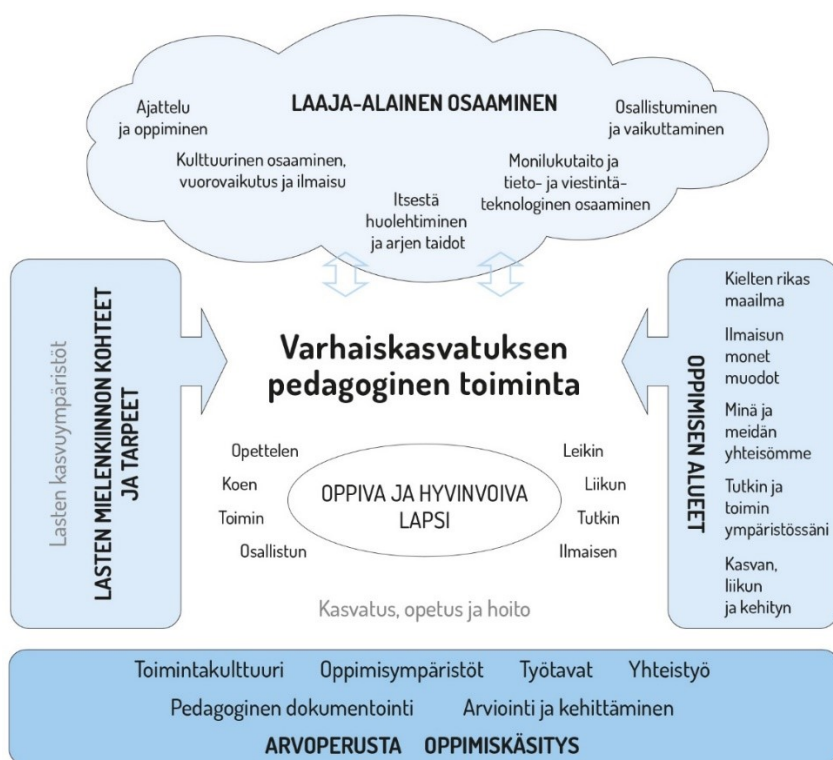 LAAJA-ALAINEN OSAAMINEN
Ajattelu
ja oppiminen
Osallistuminen
ja vaikuttaminen
Kulttuurinen osaaminen,
vuorovaikutus ja ilmaisu
Monilukutaito ja
tieto- ja viestintä-
teknologinen osaaminen
Itsestä
huolehtiminen
ja arjen taidot
Lasten kasvuympäristöt
LASTEN MIELENKIINNON KOHTEET
JA TARPEET
Varhaiskasvatuksen
pedagoginen toiminta
Opettelen
Koen
Toimin
Osallistun
OPPIVA JA HYVINVOIVA
LAPSI
Leikin
Liikun
Tutkin
Ilmaisen
Kasvatus, opetus ja hoito
OPPIMISEN ALUEET
Kielten rikas
maailma
Ilmaisun
monet
muodot
Minä ja
meidän
yhteisömme
Tutkin ja
toimin
ympäristössäni
Kasvan,
liikun
ja kehityn
Toimintakulttuuri Oppimisympäristöt Työtavat Yhteistyö
Pedagoginen dokumentointi Arviointi ja kehittäminen
ARVOPERUSTA OPPIMISKÄSITYS